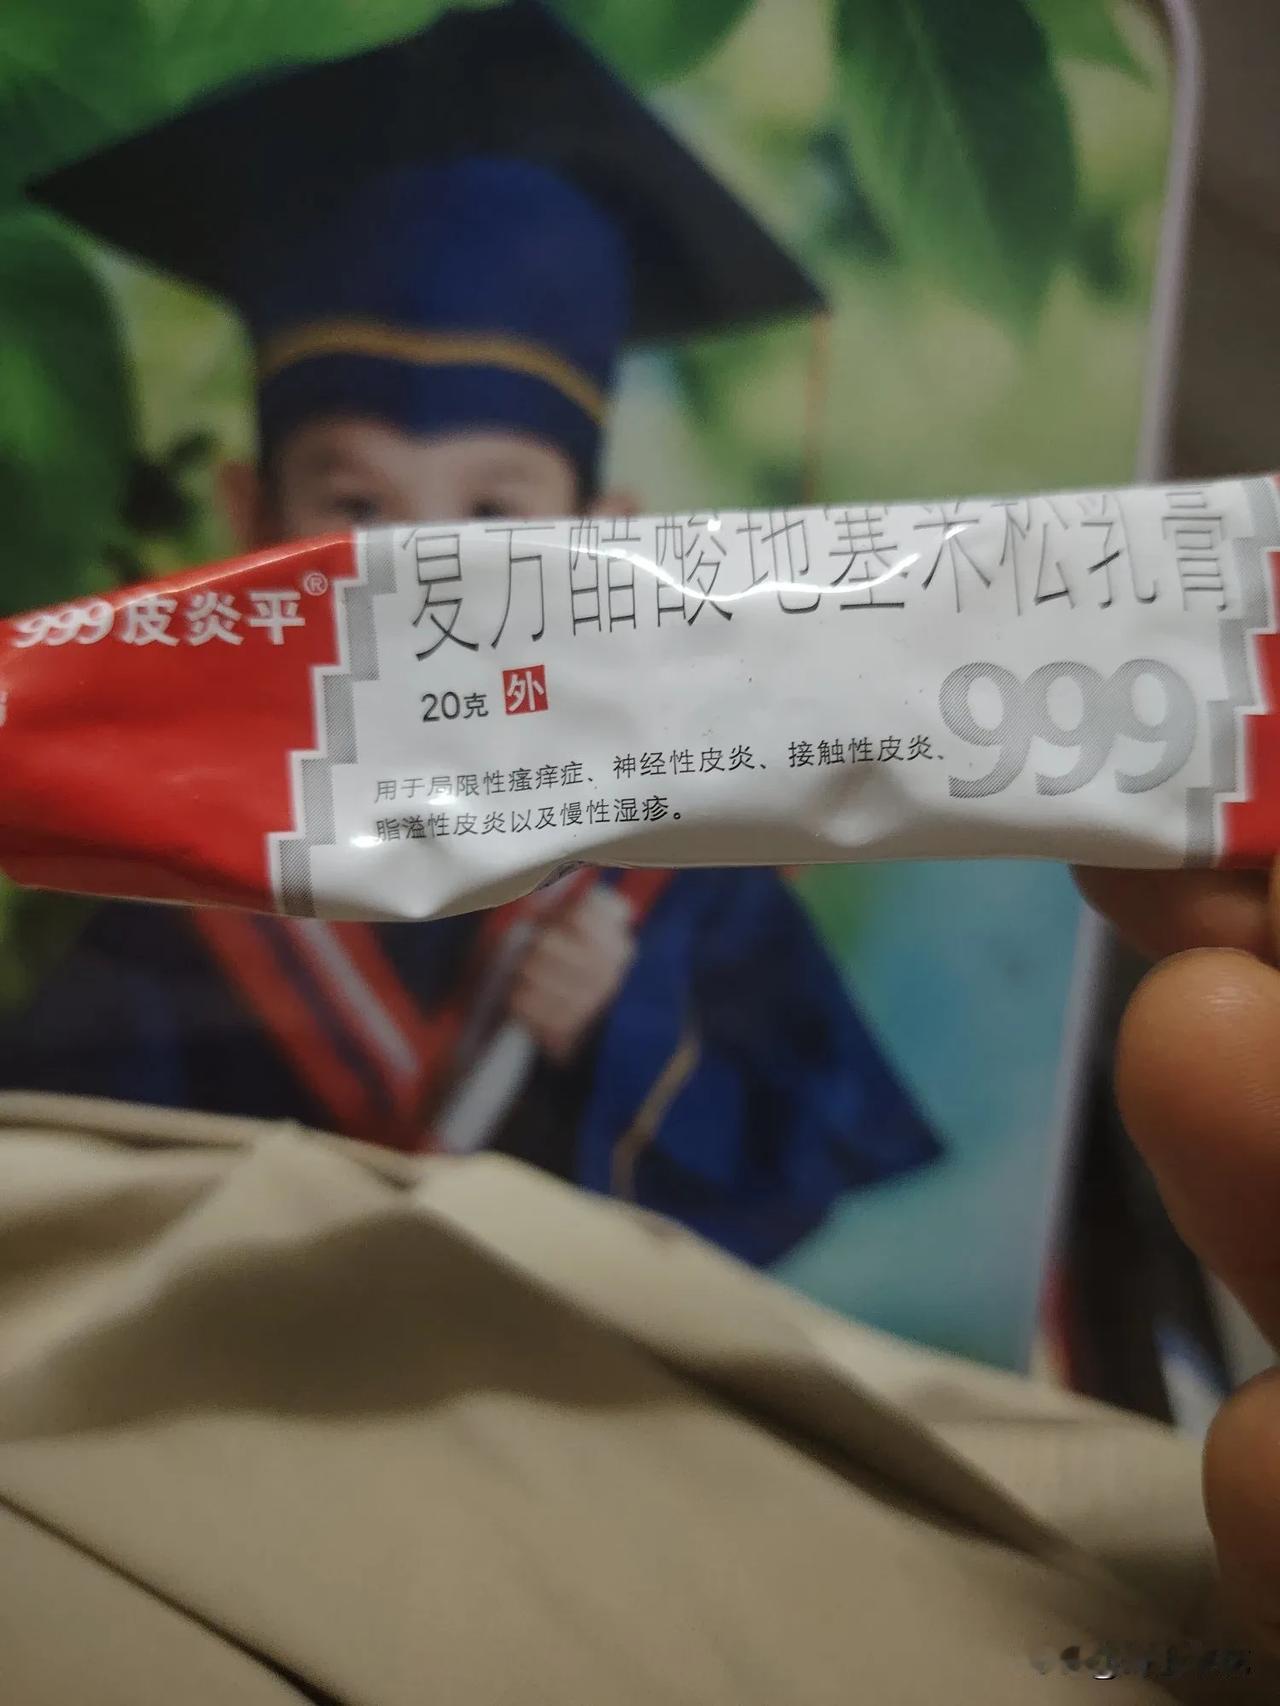 999皮炎平®
复方醋酸地塞米松乳膏
20克 外
999
用于局限性瘙痒症、神经性皮炎、接触性皮炎、
脂溢性皮炎以及慢性湿疹。